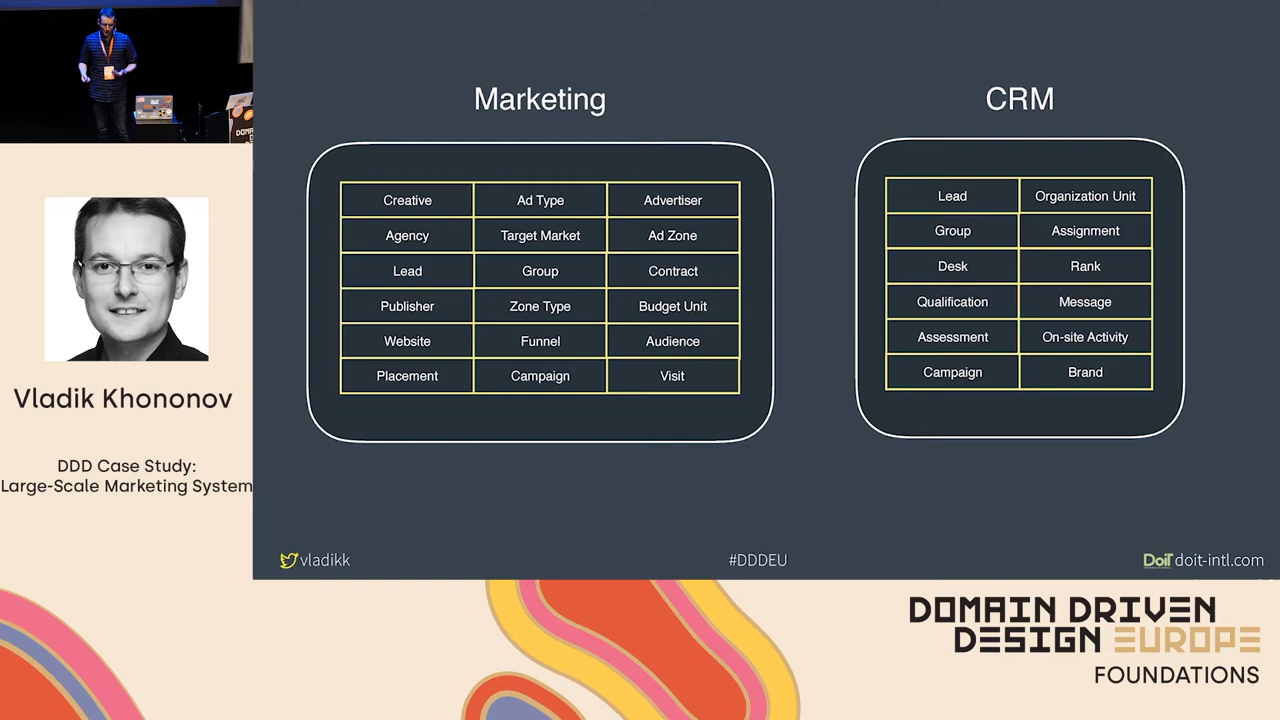 Marketing
CRM
Creative Ad Type Advertiser
Agency Target Market Ad Zone
Lead Group Contract
Publisher Zone Type Budget Unit
Website Funnel Audience
Placement Campaign Visit
Lead Organization Unit
Group Assignment
Desk Rank
Qualification Message
Assessment On-site Activity
Campaign Brand
Vladik Khononov
DDD Case Study:
Large-Scale Marketing System
vladikk
#DDDEU
DoiT doit-intl.com
DOMAIN DRIVEN
DESIGN EUROPE
FOUNDATIONS